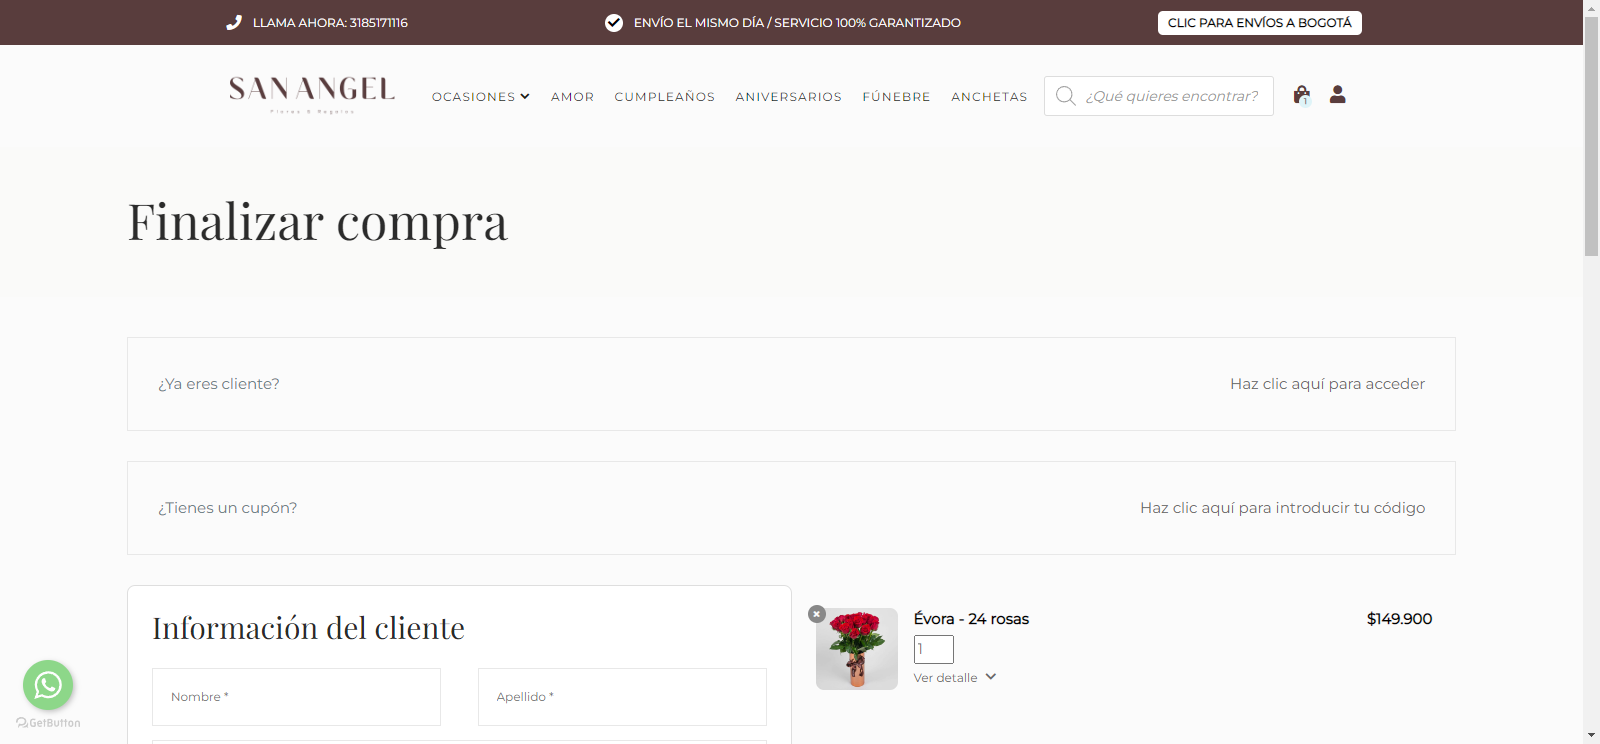 LLAMA AHORA: 3185171116
ENVÍO EL MISMO DÍA / SERVICIO 100% GARANTIZADO
CLIC PARA ENVÍOS A BOGOTÁ
SAN ANGEL
Flores & Regalos
OCASIONES
AMOR
CUMPLEAÑOS
ANIVERSARIOS
FÚNEBRE
ANCHETAS
¿Qué quieres encontrar?
1
Finalizar compra
¿Ya eres cliente?
Haz clic aquí para acceder
¿Tienes un cupón?
Haz clic aquí para introducir tu código
Información del cliente
Nombre *
Apellido *
Évora - 24 rosas
$149.900
1
Ver detalle
GetButton